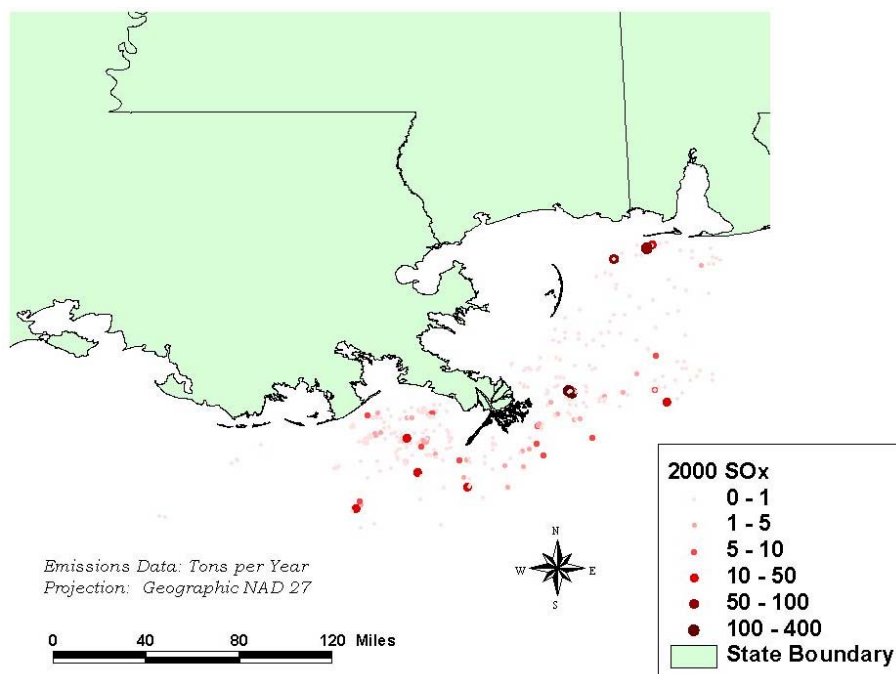 N
W E
S
Emissions Data: Tons per Year
Projection: Geographic NAD 27
0 40 80 120 Miles
2000 SOx
0 - 1
1 - 5
5 - 10
10 - 50
50 - 100
100 - 400
State Boundary